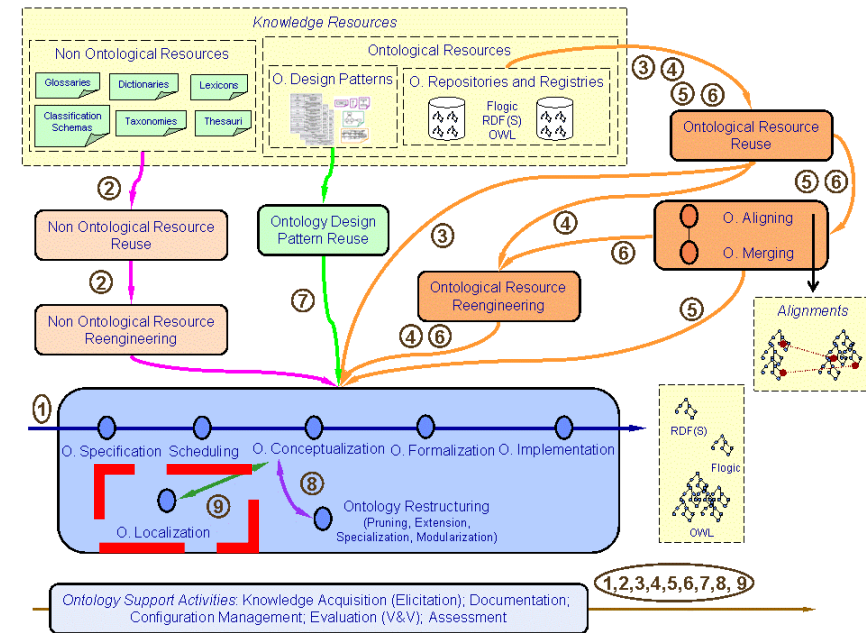 Knowledge Resources
Non Ontological Resources
Glossaries
Dictionaries
Lexicons
Classification
Schemas
Taxonomies
Thesauri
Ontological Resources
O. Design Patterns
O. Repositories and Registries
Flogic
RDF(S)
OWL
3 4
5 6
Ontological Resource
Reuse
5 6
2
Non Ontological Resource
Reuse
2
Non Ontological Resource
Reengineering
Ontology Design
Pattern Reuse
7
3
4
6
O. Aligning
O. Merging
Ontological Resource
Reengineering
4 6
5
Alignments
1
O. Specification
Scheduling
O. Conceptualization
O. Formalization
O. Implementation
9
8
O. Localization
Ontology Restructuring
(Pruning, Extension,
Specialization, Modularization)
RDF(S)
Flogic
OWL
Ontology Support Activities: Knowledge Acquisition (Elicitation); Documentation;
Configuration Management; Evaluation (V&V); Assessment
1,2,3,4,5,6,7,8, 9